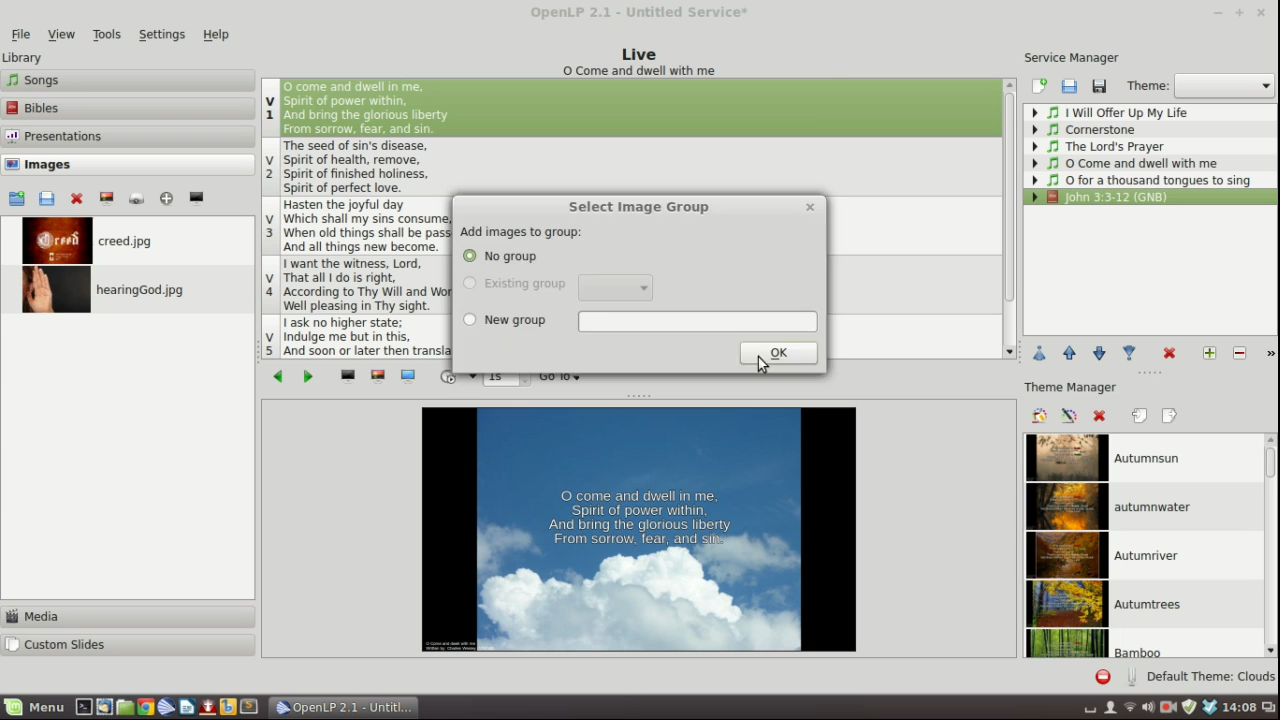 OpenLP 2.1 - Untitled Service*
File View Tools Settings Help
Library
Songs
Bibles
Presentations
Images
creed.jpg
hearingGod.jpg
Media
Custom Slides
Live
O Come and dwell with me
V
1
O come and dwell in me,
Spirit of power within,
And bring the glorious liberty
From sorrow, fear, and sin.
V
2
The seed of sin's disease,
Spirit of health, remove,
Spirit of finished holiness,
Spirit of perfect love.
V
3
Hasten the joyful day
Which shall my sins consume,
When old things shall be pass
And all things new become.
V
4
I want the witness, Lord,
That all I do is right,
According to Thy Will and Wor
Well pleasing in Thy sight.
V
5
I ask no higher state;
Indulge me but in this,
And soon or later then transla
Select Image Group
Add images to group:
No group
Existing group
New group
OK
1s
Go To
O come and dwell in me,
Spirit of power within,
And bring the glorious liberty
From sorrow, fear, and sin.
O Come and dwell with me
Written by: Charles Wesley
Service Manager
Theme:
I Will Offer Up My Life
Cornerstone
The Lord's Prayer
O Come and dwell with me
O for a thousand tongues to sing
John 3:3-12 (GNB)
»
Theme Manager
Autumnsun
autumnwater
Autumriver
Autumtrees
Bamboo
Default Theme: Clouds
Menu
OpenLP 2.1 - Untitl...
14:08